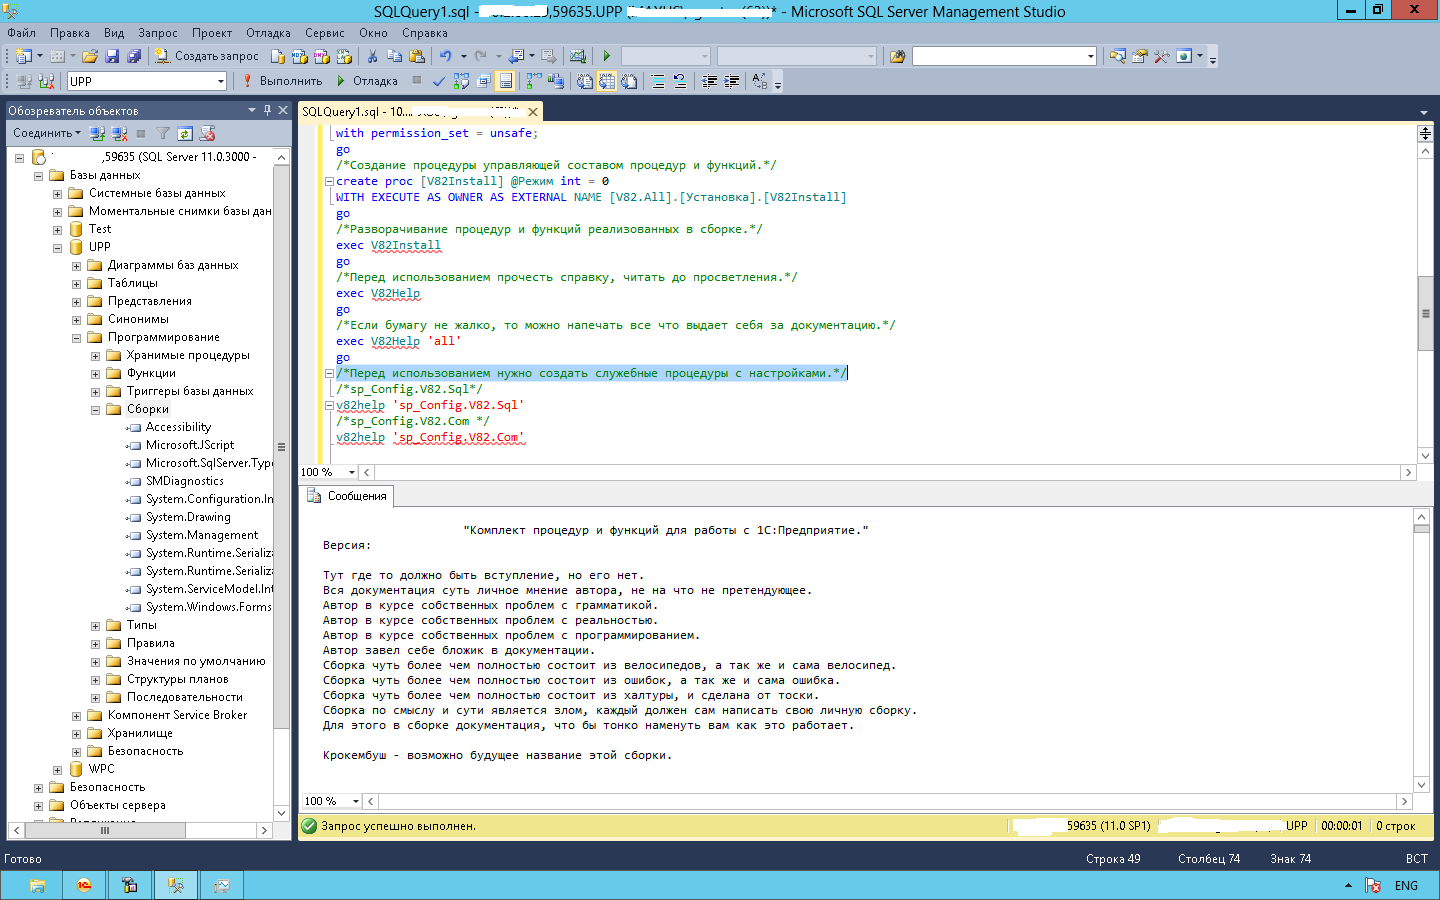 SQLQuery1.sql - ,59635.UPP - Microsoft SQL Server Management Studio
Файл Правка Вид Запрос Проект Отладка Сервис Окно Справка
Создать запрос
UPP Выполнить Отладка
Обозреватель объектов
Соединить
,59635 (SQL Server 11.0.3000 -
Базы данных
Системные базы данных
Моментальные снимки базы дан
Test
UPP
Диаграммы баз данных
Таблицы
Представления
Синонимы
Программирование
Хранимые процедуры
Функции
Триггеры базы данных
Сборки
Accessibility
Microsoft.JScript
Microsoft.SqlServer.Type
SMDiagnostics
System.Configuration.In
System.Drawing
System.Management
System.Runtime.Serializa
System.Runtime.Serializa
System.ServiceModel.Int
System.Windows.Forms
Типы
Правила
Значения по умолчанию
Структуры планов
Последовательности
Компонент Service Broker
Хранилище
Безопасность
WPC
Безопасность
Объекты сервера
SQLQuery1.sql - 10...
with permission_set = unsafe;
go
/*Создание процедуры управляющей составом процедур и функций.*/
create proc [V82Install] @Режим int = 0
WITH EXECUTE AS OWNER AS EXTERNAL NAME [V82.All].[Установка].[V82Install]
go
/*Разворачивание процедур и функций реализованных в сборке.*/
exec V82Install
go
/*Перед использованием прочесть справку, читать до просветления.*/
exec V82Help
go
/*Если бумагу не жалко, то можно напечать все что выдает себя за документацию.*/
exec V82Help 'all'
go
/*Перед использованием нужно создать служебные процедуры с настройками.*/
/*sp_Config.V82.Sql*/
v82help 'sp_Config.V82.Sql'
/*sp_Config.V82.Com */
v82help 'sp_Config.V82.Com'
100 %
Сообщения
"Комплект процедур и функций для работы с 1С:Предприятие."
Версия:
Тут где то должно быть вступление, но его нет.
Вся документация суть личное мнение автора, не на что не претендующее.
Автор в курсе собственных проблем с грамматикой.
Автор в курсе собственных проблем с реальностью.
Автор в курсе собственных проблем с программированием.
Автор завел себе бложик в документации.
Сборка чуть более чем полностью состоит из велосипедов, а так же и сама велосипед.
Сборка чуть более чем полностью состоит из ошибок, а так же и сама ошибка.
Сборка чуть более чем полностью состоит из халтуры, и сделана от тоски.
Сборка по смыслу и сути является злом, каждый должен сам написать свою личную сборку.
Для этого в сборке документация, что бы тонко наменуть вам как это работает.
Крокембуш - возможно будущее название этой сборки.
100 %
Запрос успешно выполнен. 59635 (11.0 SP1) UPP 00:00:01 0 строк
Готово Строка 49 Столбец 74 Знак 74 ВСТ
ENG